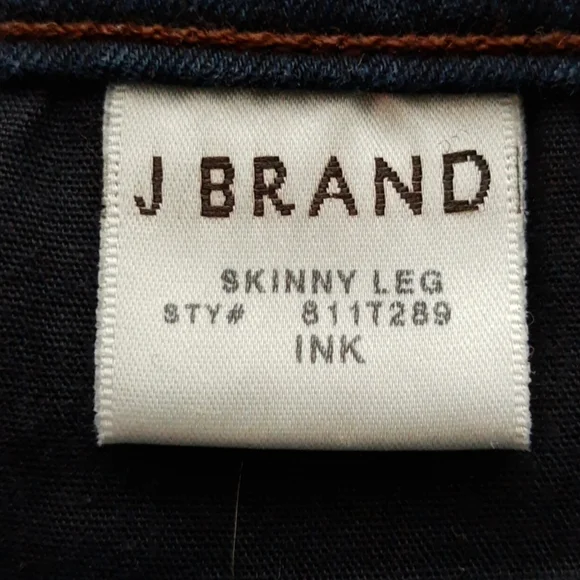 J BRAND
SKINNY LEG
STY# 811T289
INK